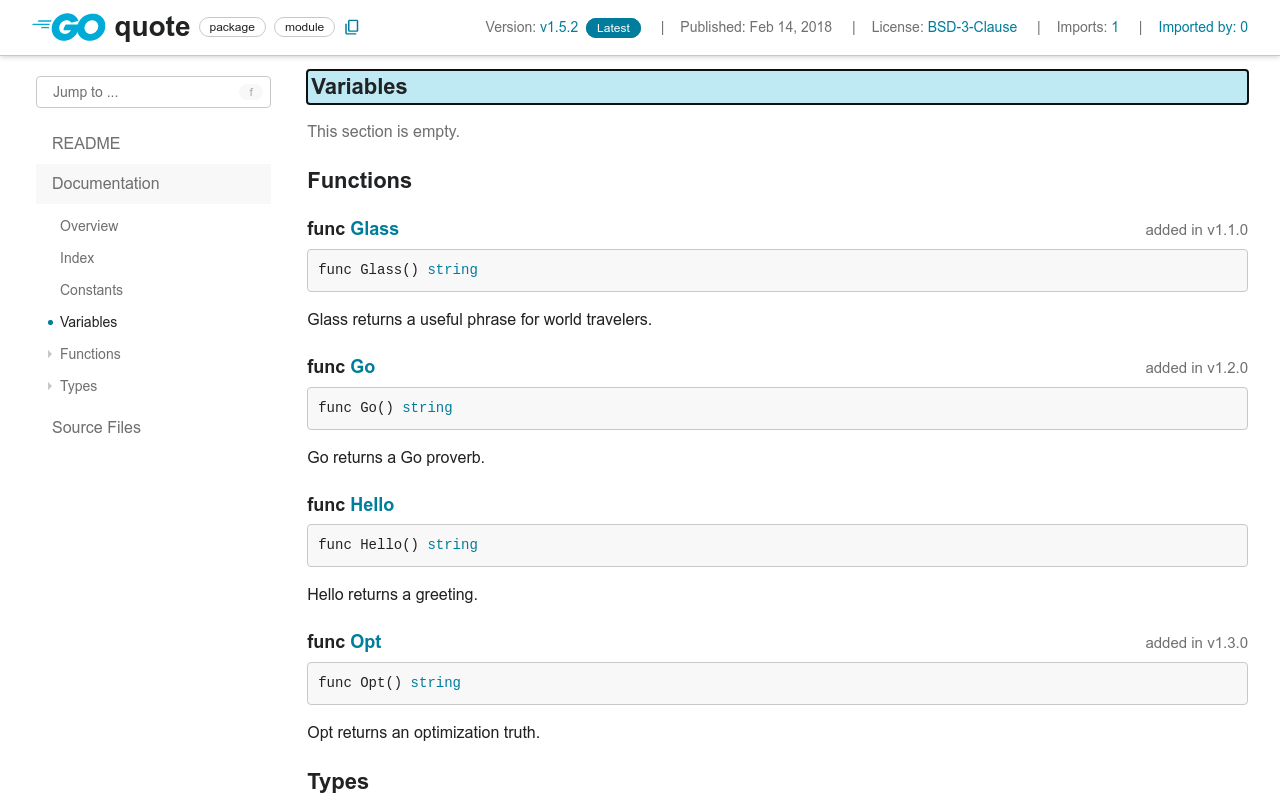 GO quote package module Version: v1.5.2 Latest | Published: Feb 14, 2018 | License: BSD-3-Clause | Imports: 1 | Imported by: 0
Jump to ... f
README
Documentation
Overview
Index
Constants
Variables
Functions
Types
Source Files
Variables
This section is empty.
Functions
func Glass added in v1.1.0
func Glass() string
Glass returns a useful phrase for world travelers.
func Go added in v1.2.0
func Go() string
Go returns a Go proverb.
func Hello
func Hello() string
Hello returns a greeting.
func Opt added in v1.3.0
func Opt() string
Opt returns an optimization truth.
Types